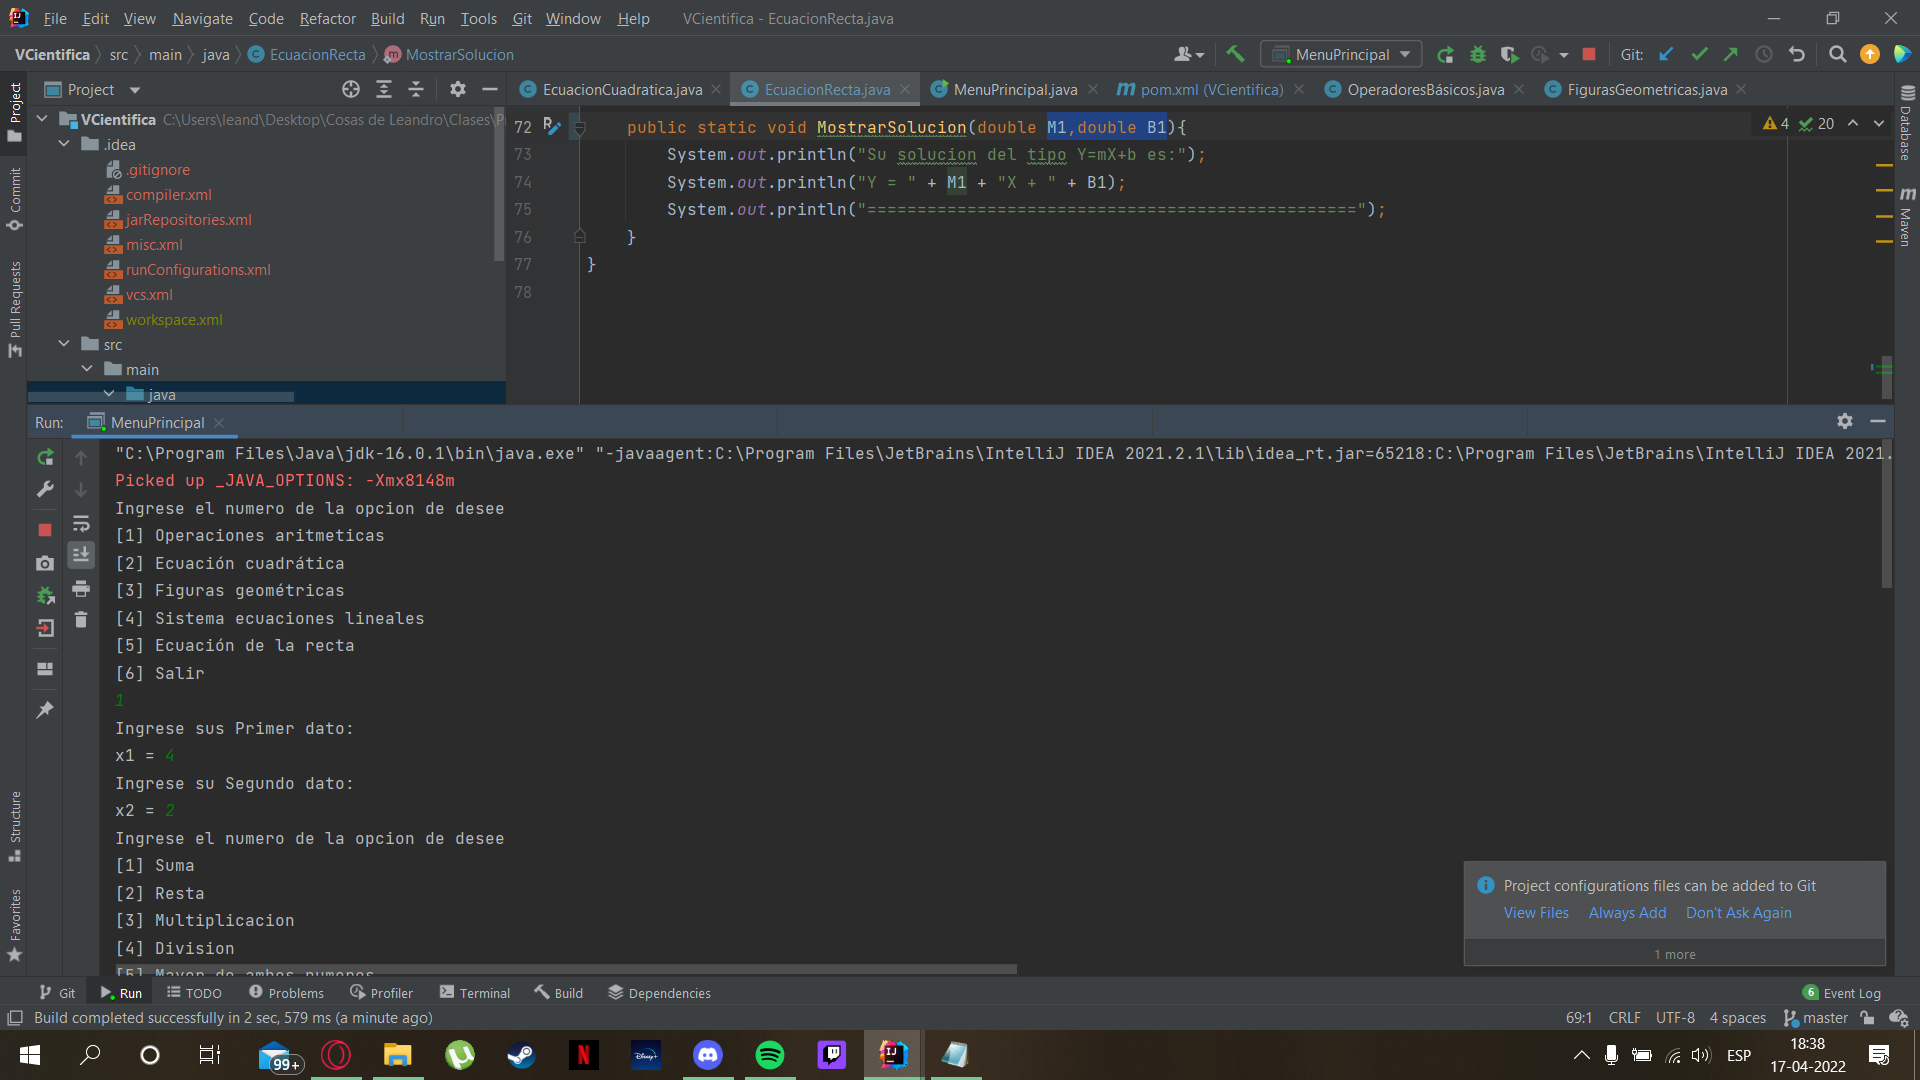 File Edit View Navigate Code Refactor Build Run Tools Git Window Help VCientifica - EcuacionRecta.java
VCientifica src main java EcuacionRecta MostrarSolucion MenuPrincipal Git:
Project EcuacionCuadratica.java EcuacionRecta.java MenuPrincipal.java pom.xml (VCientifica) OperadoresBásicos.java FigurasGeometricas.java
Project
Commit
Pull Requests
Structure
Favorites
Database
Maven
VCientifica C:\Users\leand\Desktop\Cosas de Leandro\Clases\P
.idea
.gitignore
compiler.xml
jarRepositories.xml
misc.xml
runConfigurations.xml
vcs.xml
workspace.xml
src
main
java
4 20
72 public static void MostrarSolucion(double M1,double B1){
73 System.out.println("Su solucion del tipo Y=mX+b es:");
74 System.out.println("Y = " + M1 + "X + " + B1);
75 System.out.println("=================================================");
76 }
77 }
78
Run: MenuPrincipal
"C:\Program Files\Java\jdk-16.0.1\bin\java.exe" "-javaagent:C:\Program Files\JetBrains\IntelliJ IDEA 2021.2.1\lib\idea_rt.jar=65218:C:\Program Files\JetBrains\IntelliJ IDEA 2021.
Picked up _JAVA_OPTIONS: -Xmx8148m
Ingrese el numero de la opcion de desee
[1] Operaciones aritmeticas
[2] Ecuación cuadrática
[3] Figuras geométricas
[4] Sistema ecuaciones lineales
[5] Ecuación de la recta
[6] Salir
1
Ingrese sus Primer dato:
x1 = 4
Ingrese su Segundo dato:
x2 = 2
Ingrese el numero de la opcion de desee
[1] Suma
[2] Resta
[3] Multiplicacion
[4] Division
[5] Mayor de ambos numeros
Project configurations files can be added to Git
View Files Always Add Don't Ask Again
1 more
Git Run TODO Problems Profiler Terminal Build Dependencies 6 Event Log
Build completed successfully in 2 sec, 579 ms (a minute ago) 69:1 CRLF UTF-8 4 spaces master
99+ N Disney+ IJ ESP 18:38
17-04-2022